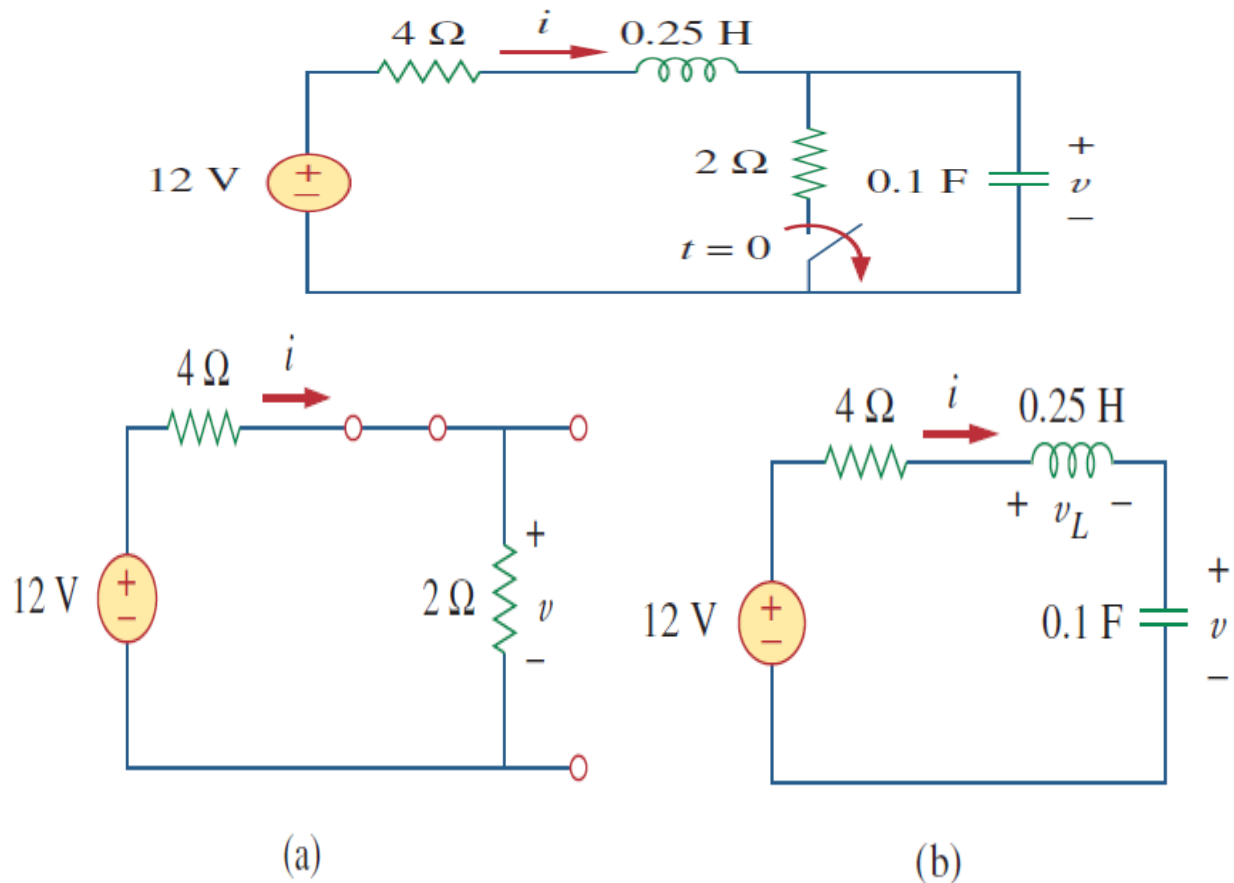 4 Ω i 0.25 H
12 V + − 2 Ω 0.1 F + v −
t = 0
4 Ω i
12 V + − 2 Ω + v −
(a)
4 Ω i 0.25 H
+ v_L −
12 V + − 0.1 F + v −
(b)